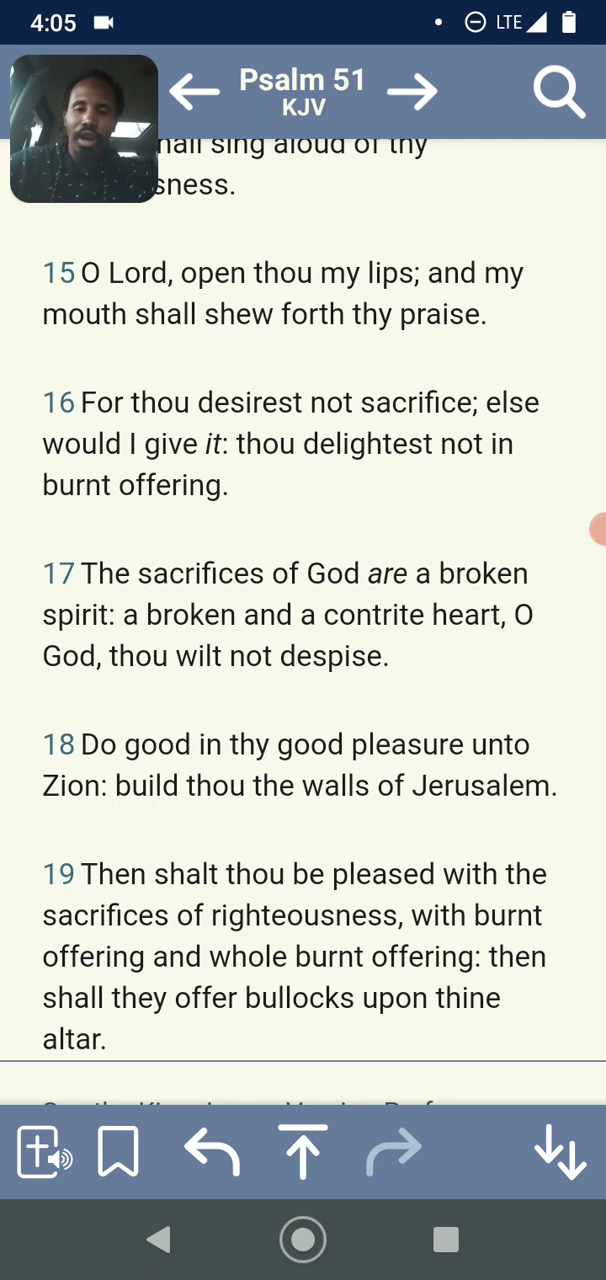 4:05
LTE
Psalm 51
KJV
sing aloud of thy
sness.
15 O Lord, open thou my lips; and my
mouth shall shew forth thy praise.
16 For thou desirest not sacrifice; else
would I give it: thou delightest not in
burnt offering.
17 The sacrifices of God are a broken
spirit: a broken and a contrite heart, O
God, thou wilt not despise.
18 Do good in thy good pleasure unto
Zion: build thou the walls of Jerusalem.
19 Then shalt thou be pleased with the
sacrifices of righteousness, with burnt
offering and whole burnt offering: then
shall they offer bullocks upon thine
altar.